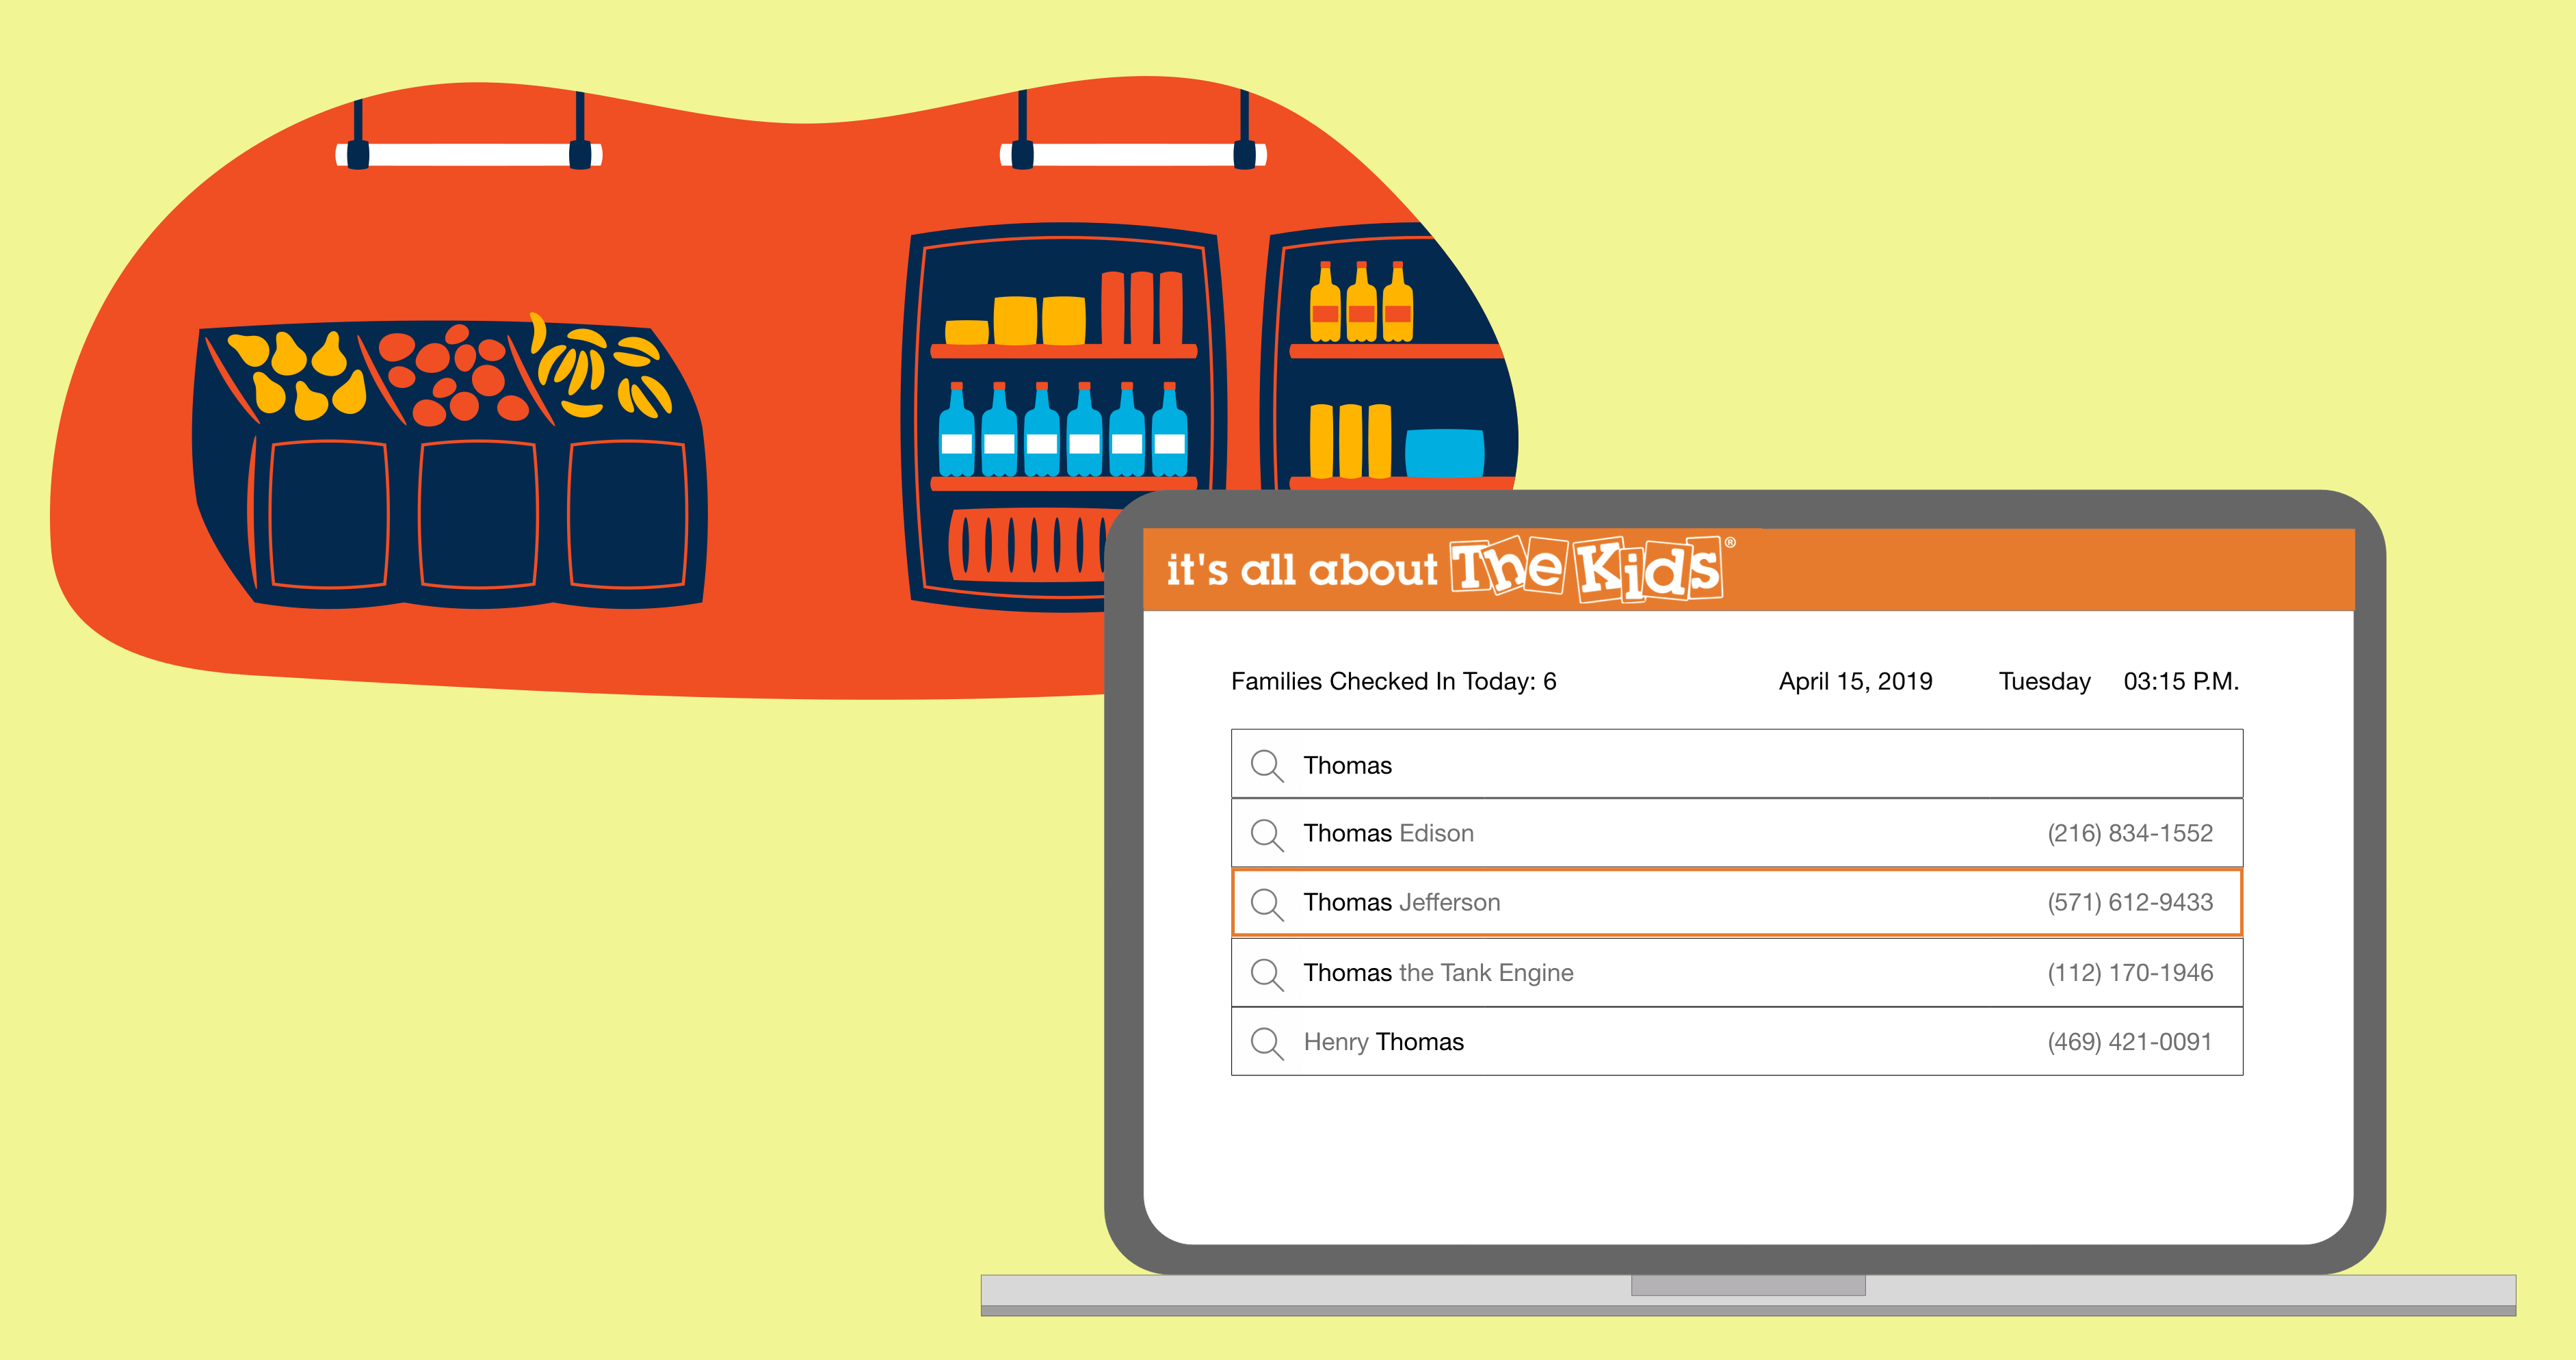 it's all about The Kids®
Families Checked In Today: 6 April 15, 2019 Tuesday 03:15 P.M.
Thomas
Thomas Edison (216) 834-1552
Thomas Jefferson (571) 612-9433
Thomas the Tank Engine (112) 170-1946
Henry Thomas (469) 421-0091